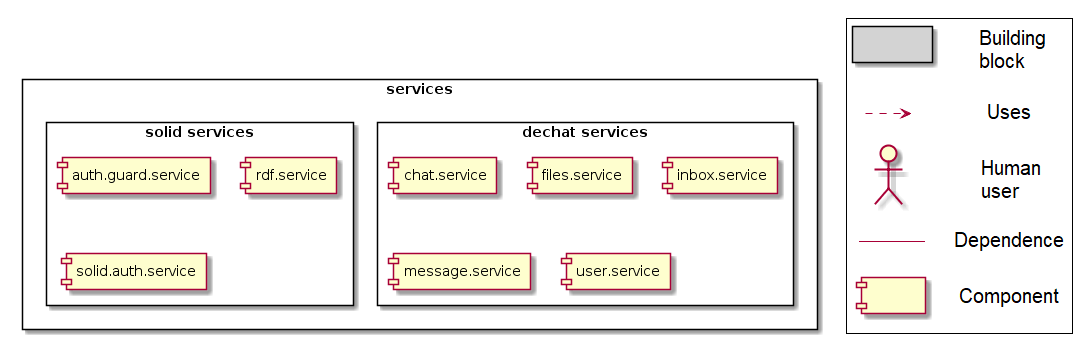 services
solid services
auth.guard.service
rdf.service
solid.auth.service
dechat services
chat.service
files.service
inbox.service
message.service
user.service
Building
block
Uses
Human
user
Dependence
Component